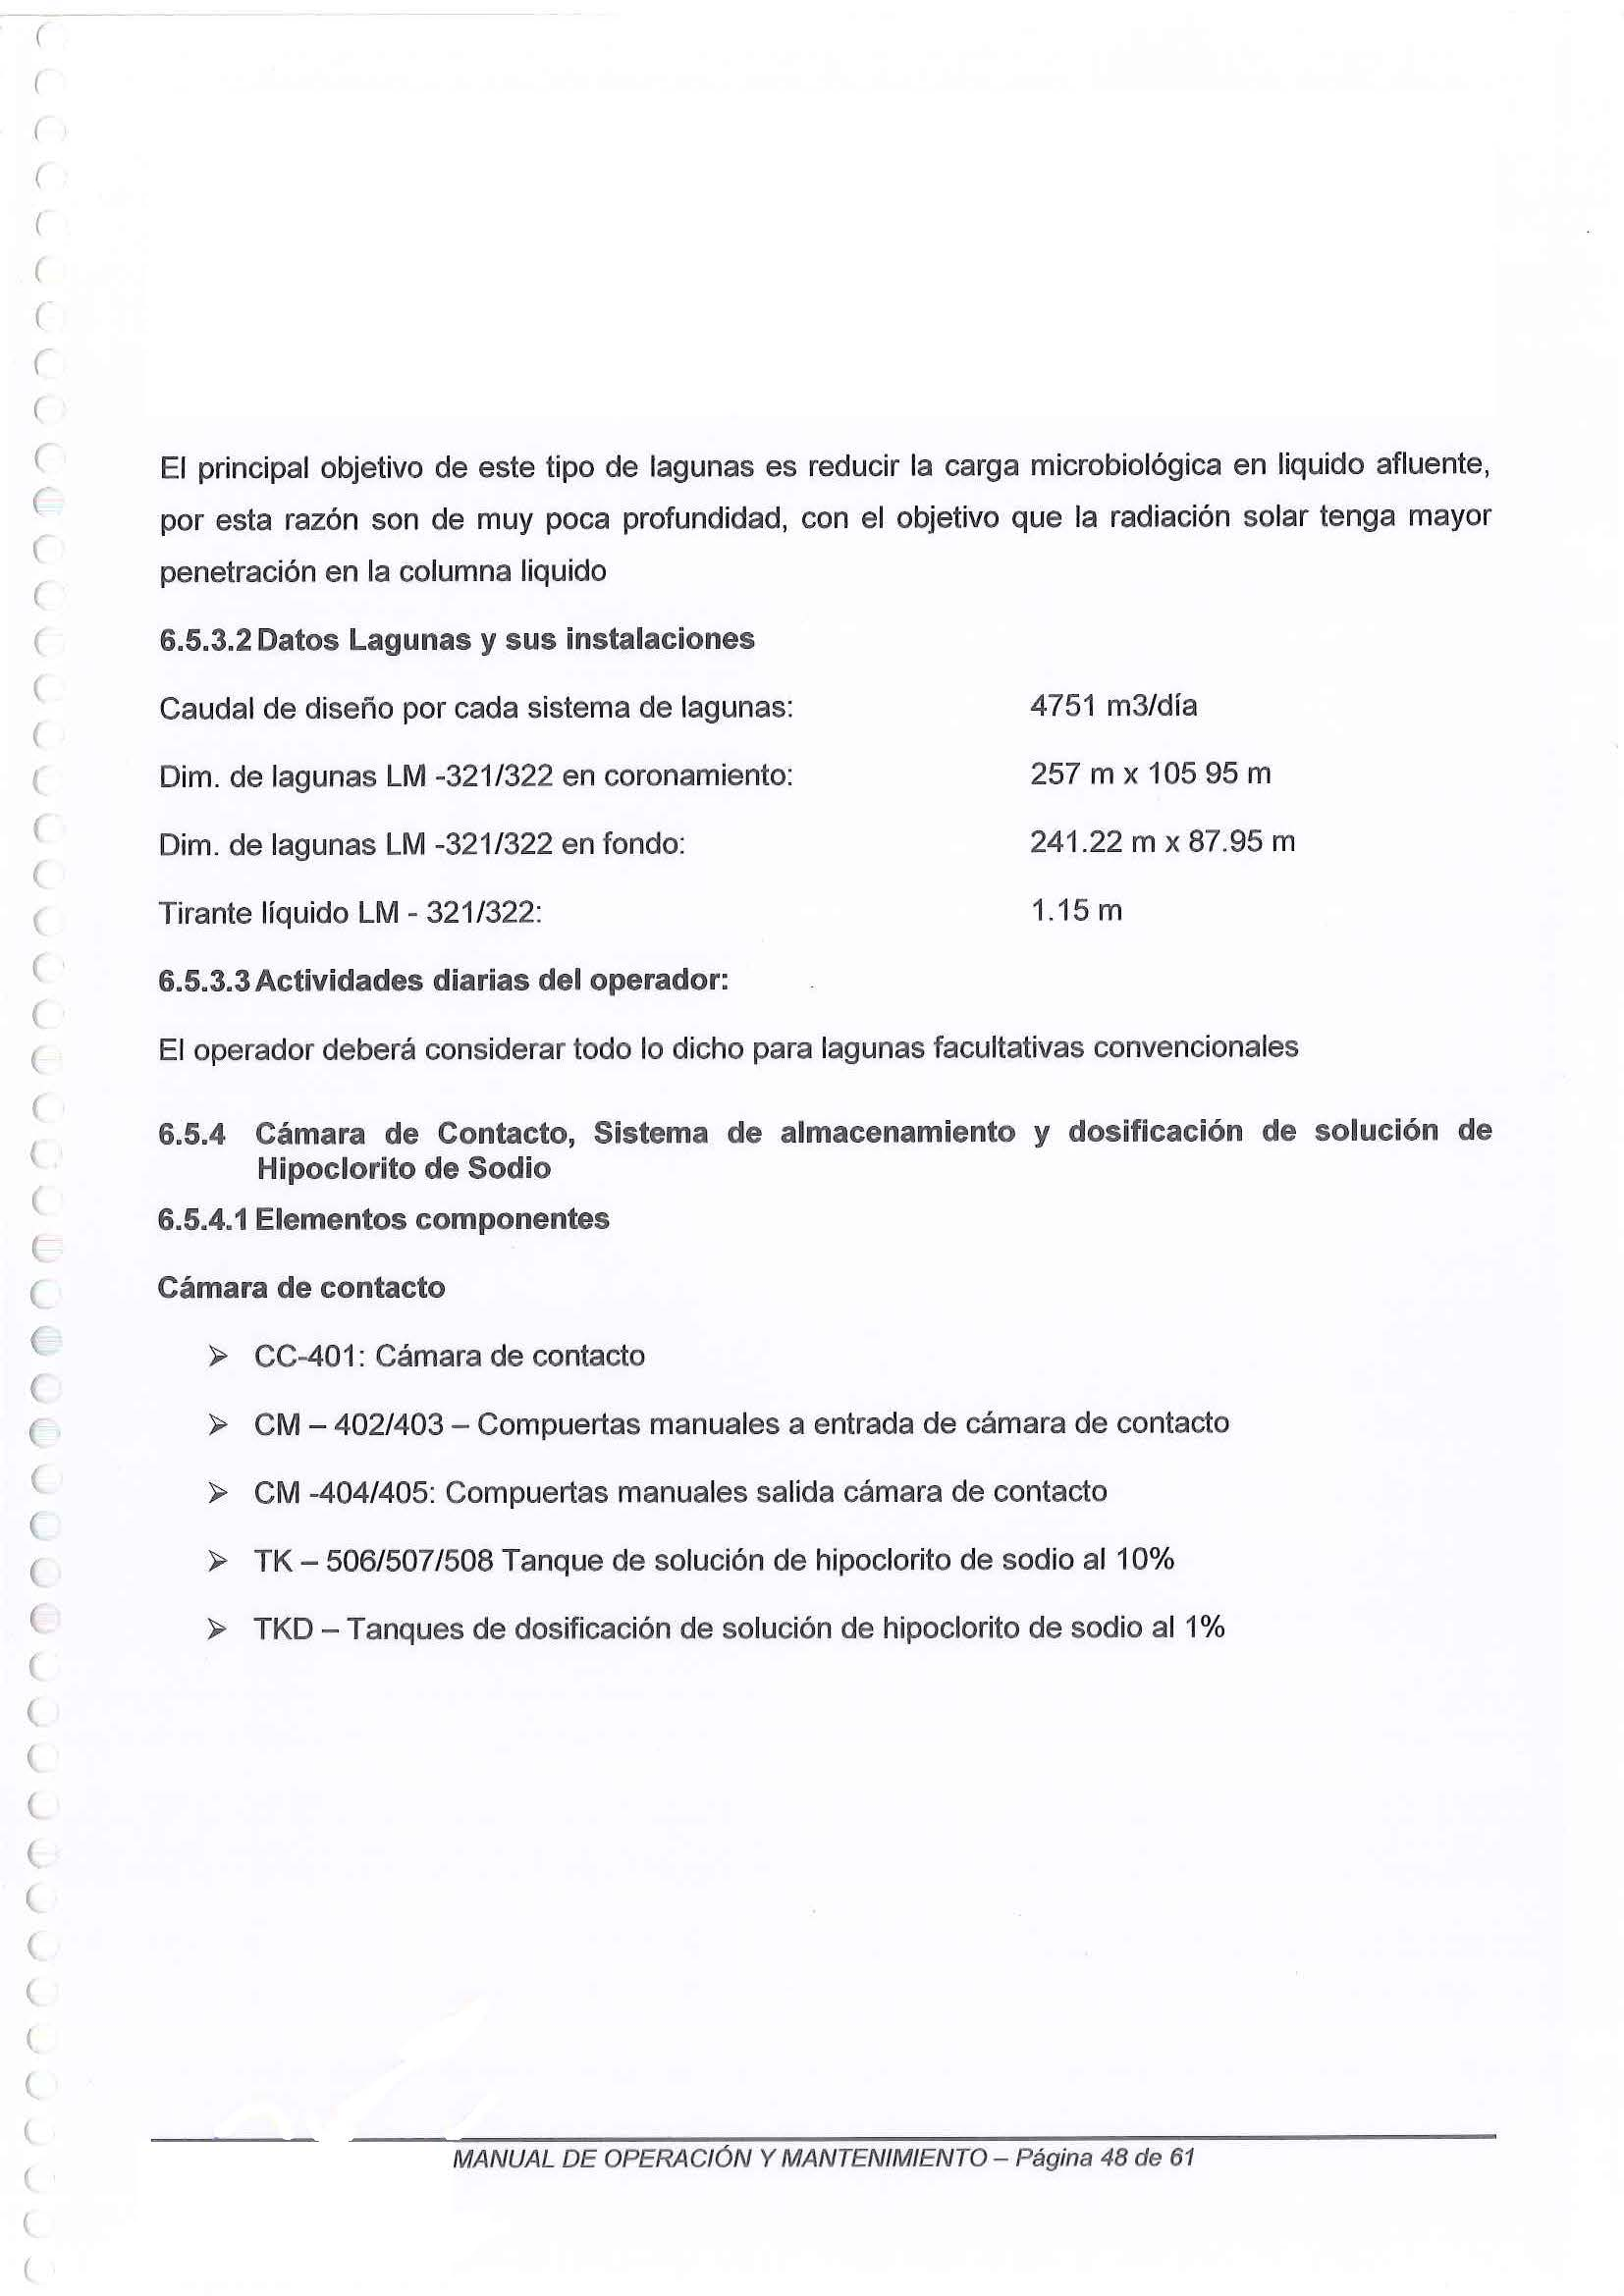 El principal objetivo de este tipo de lagunas es reducir la carga microbiológica en liquido afluente,
por esta razón son de muy poca profundidad, con el objetivo que la radiación solar tenga mayor
penetración en la columna liquido
6.5.3.2 Datos Lagunas y sus instalaciones
Caudal de diseño por cada sistema de lagunas: 4751 m3/día
Dim. de lagunas LM -321/322 en coronamiento: 257 m x 105 95 m
Dim. de lagunas LM -321/322 en fondo: 241.22 m x 87.95 m
Tirante líquido LM - 321/322: 1.15 m
6.5.3.3 Actividades diarias del operador:
El operador deberá considerar todo lo dicho para lagunas facultativas convencionales
6.5.4 Cámara de Contacto, Sistema de almacenamiento y dosificación de solución de
Hipoclorito de Sodio
6.5.4.1 Elementos componentes
Cámara de contacto
➢ CC-401: Cámara de contacto
➢ CM – 402/403 – Compuertas manuales a entrada de cámara de contacto
➢ CM -404/405: Compuertas manuales salida cámara de contacto
➢ TK – 506/507/508 Tanque de solución de hipoclorito de sodio al 10%
➢ TKD – Tanques de dosificación de solución de hipoclorito de sodio al 1%
MANUAL DE OPERACIÓN Y MANTENIMIENTO – Página 48 de 61